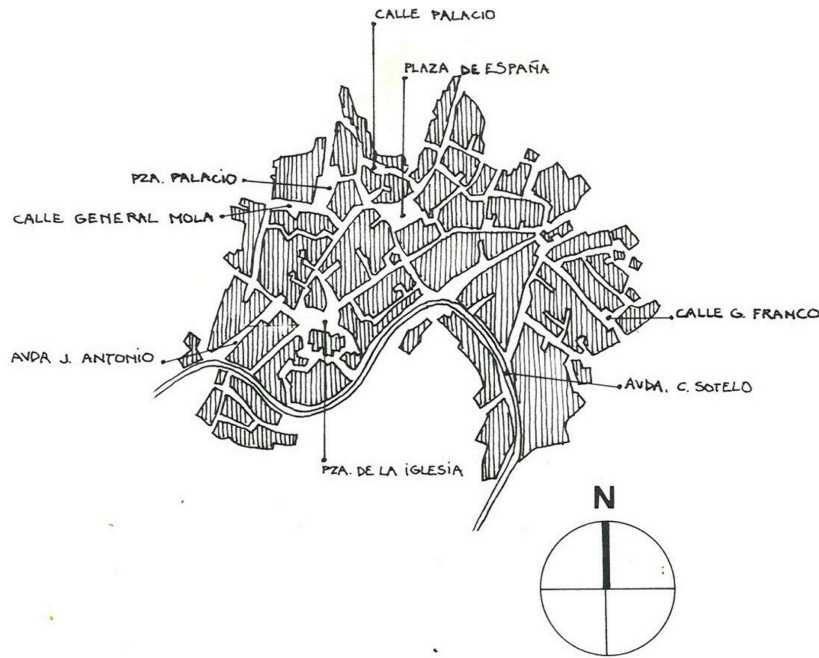 CALLE PALACIO
PLAZA DE ESPAÑA
PZA. PALACIO
CALLE GENERAL MOLA
CALLE G. FRANCO
AVDA J. ANTONIO
AVDA. C. SOTELO
PZA. DE LA iGLESIA
N